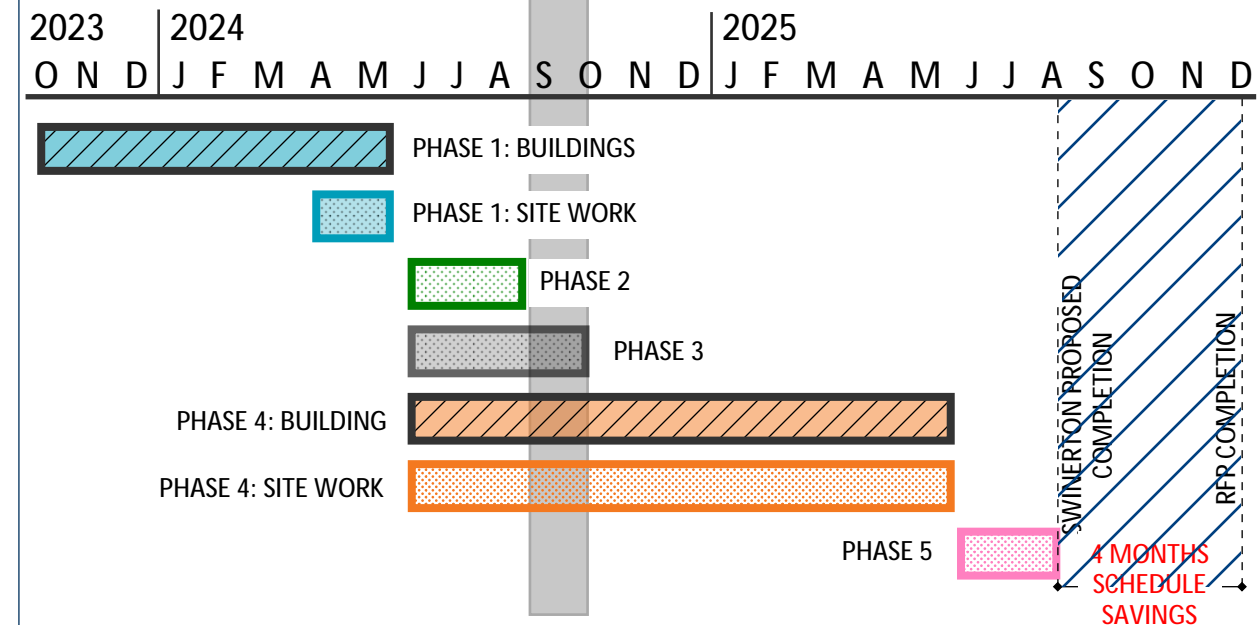 2023 2024 2025
O N D J F M A M J J A S O N D J F M A M J J A S O N D
PHASE 1: BUILDINGS
PHASE 1: SITE WORK
PHASE 2
PHASE 3
PHASE 4: BUILDING
PHASE 4: SITE WORK
PHASE 5
SWINERTON PROPOSED
COMPLETION
RFP COMPLETION
4 MONTHS
SCHEDULE
SAVINGS